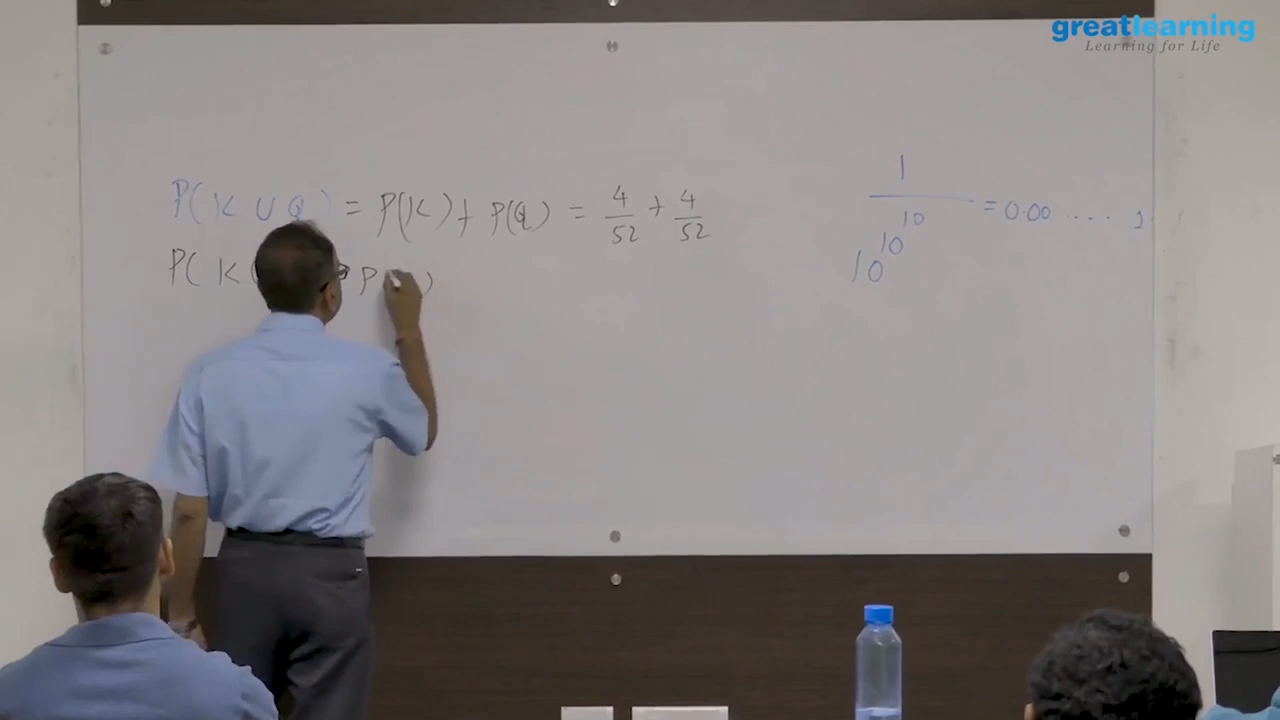 greatlearning
Learning for Life
P(K ∪ Q) = P(K) + P(Q) = 4/52 + 4/52
P( K
P )
1/10^10^10 = 0.00 .... 1